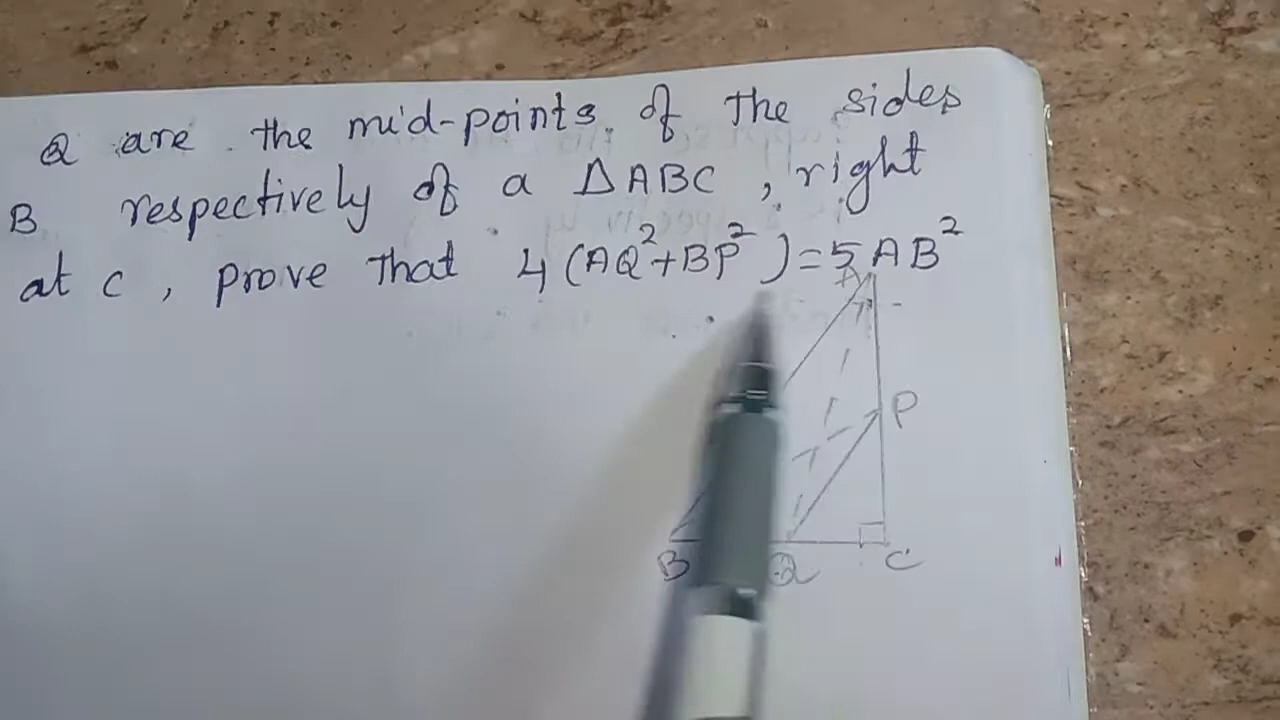 Q are the mid-points of the sides
B respectively of a ΔABC, right
at C, prove that 4(AQ²+BP²)=5AB²
A
P
B Q C